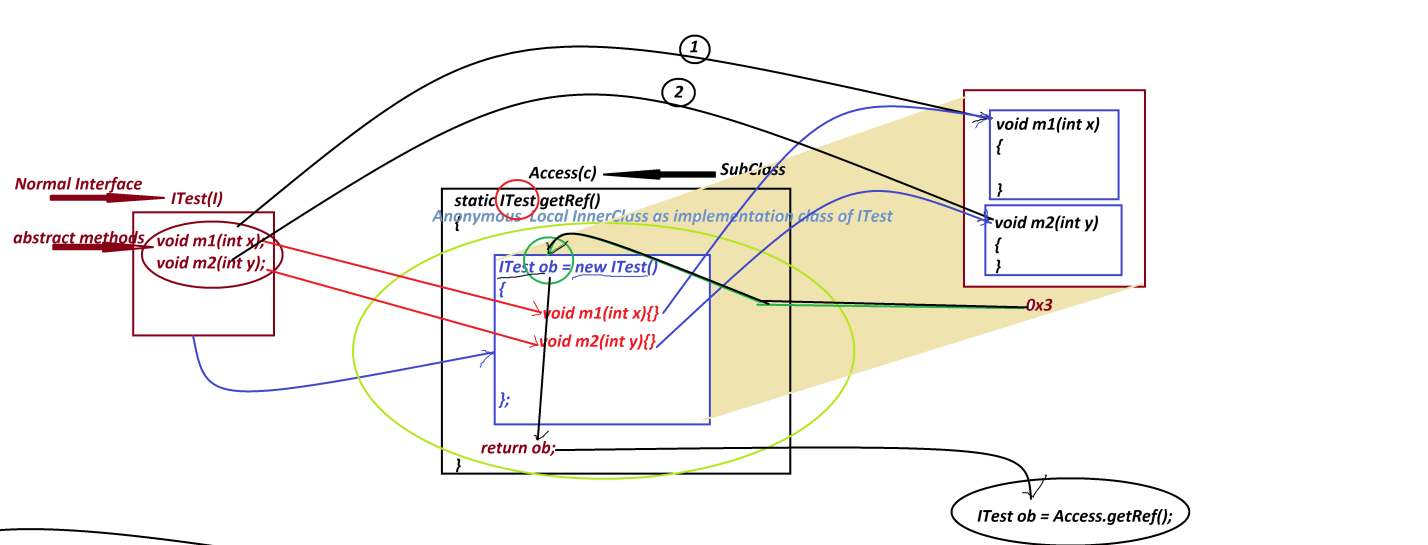 1
2
void m1(int x)
{
}
void m2(int y)
{
}
Access(c)
SubClass
Normal Interface
ITest(I)
static ITest getRef()
Anonymous Local InnerClass as implementation class of ITest
{
abstract methods
void m1(int x);
void m2(int y);
ITest ob = new ITest()
{
void m1(int x){}
void m2(int y){}
};
0x3
return ob;
}
ITest ob = Access.getRef();